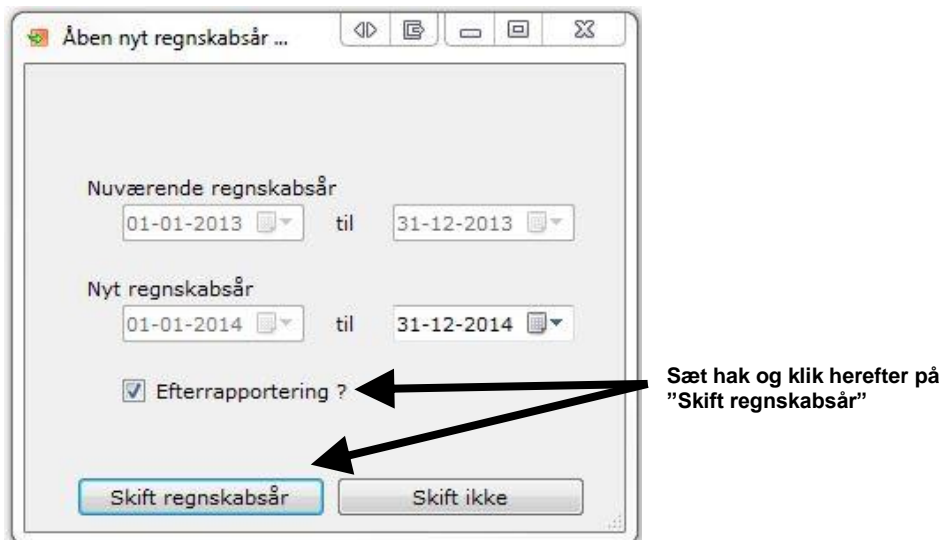 Åben nyt regnskabsår ...
Nuværende regnskabsår
01-01-2013 til 31-12-2013
Nyt regnskabsår
01-01-2014 til 31-12-2014
Efterrapportering ?
Sæt hak og klik herefter på
”Skift regnskabsår”
Skift regnskabsår Skift ikke